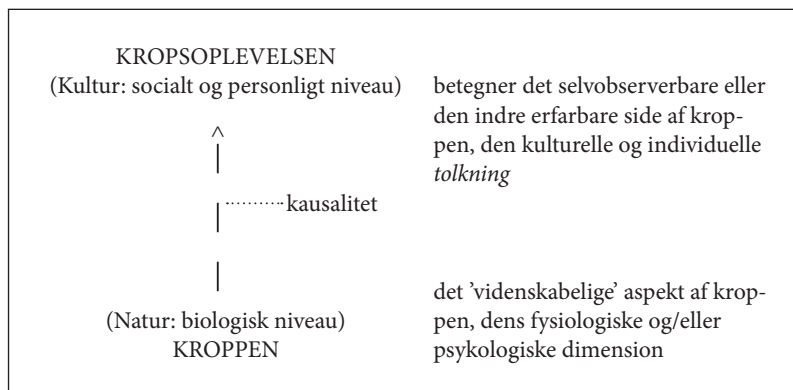 KROPSOPLEVELSEN
(Kultur: socialt og personligt niveau)
betegner det selvobserverbare eller
den indre erfarbare side af krop-
pen, den kulturelle og individuelle
tolkning
kausalitet
(Natur: biologisk niveau)
KROPPEN
det ’videnskabelige’ aspekt af krop-
pen, dens fysiologiske og/eller
psykologiske dimension